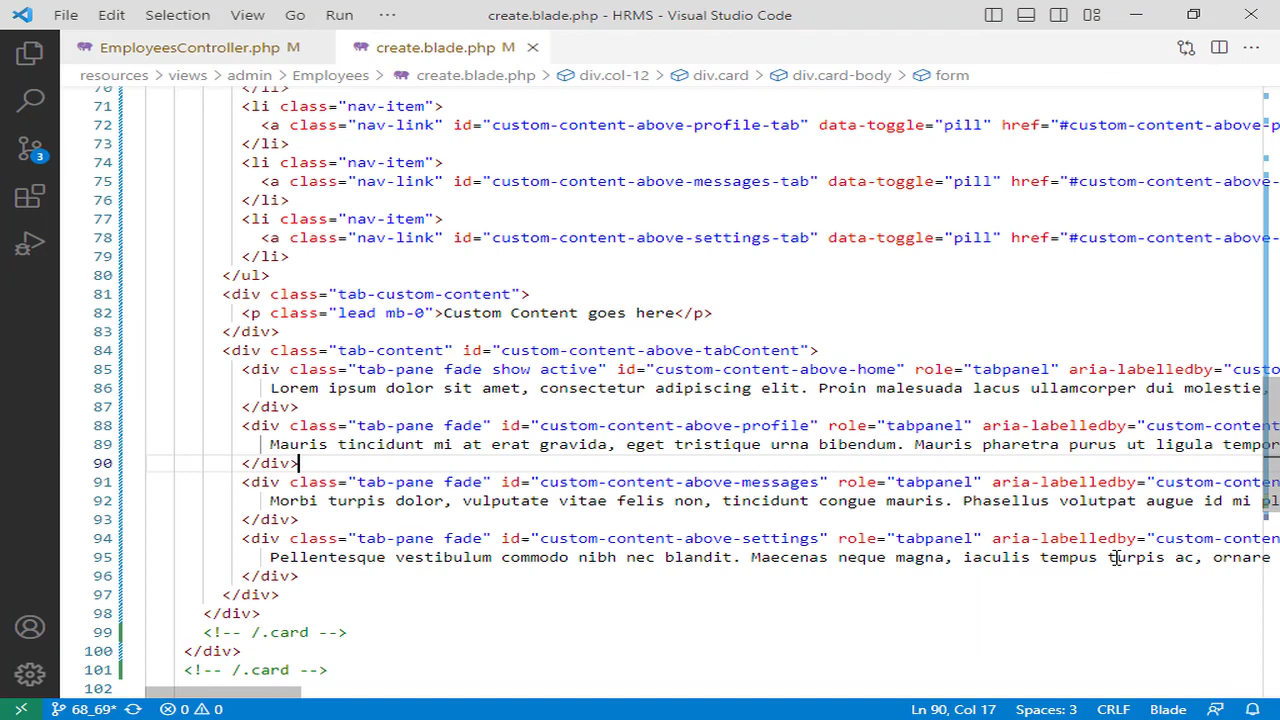 File Edit Selection View Go Run ··· create.blade.php - HRMS - Visual Studio Code
EmployeesController.php M create.blade.php M
resources > views > admin > Employees > create.blade.php > div.col-12 > div.card > div.card-body > form
70 </li>
71 <li class="nav-item">
72 <a class="nav-link" id="custom-content-above-profile-tab" data-toggle="pill" href="#custom-content-above-p
73 </li>
74 <li class="nav-item">
75 <a class="nav-link" id="custom-content-above-messages-tab" data-toggle="pill" href="#custom-content-above-
76 </li>
77 <li class="nav-item">
78 <a class="nav-link" id="custom-content-above-settings-tab" data-toggle="pill" href="#custom-content-above-
79 </li>
80 </ul>
81 <div class="tab-custom-content">
82 <p class="lead mb-0">Custom Content goes here</p>
83 </div>
84 <div class="tab-content" id="custom-content-above-tabContent">
85 <div class="tab-pane fade show active" id="custom-content-above-home" role="tabpanel" aria-labelledby="custo
86 Lorem ipsum dolor sit amet, consectetur adipiscing elit. Proin malesuada lacus ullamcorper dui molestie,
87 </div>
88 <div class="tab-pane fade" id="custom-content-above-profile" role="tabpanel" aria-labelledby="custom-content
89 Mauris tincidunt mi at erat gravida, eget tristique urna bibendum. Mauris pharetra purus ut ligula tempor
90 </div>
91 <div class="tab-pane fade" id="custom-content-above-messages" role="tabpanel" aria-labelledby="custom-conten
92 Morbi turpis dolor, vulputate vitae felis non, tincidunt congue mauris. Phasellus volutpat augue id mi pl
93 </div>
94 <div class="tab-pane fade" id="custom-content-above-settings" role="tabpanel" aria-labelledby="custom-conten
95 Pellentesque vestibulum commodo nibh nec blandit. Maecenas neque magna, iaculis tempus turpis ac, ornare
96 </div>
97 </div>
98 </div>
99 <!-- /.card -->
100 </div>
101 <!-- /.card -->
102
3
68_69* 0 0 Ln 90, Col 17 Spaces: 3 CRLF Blade